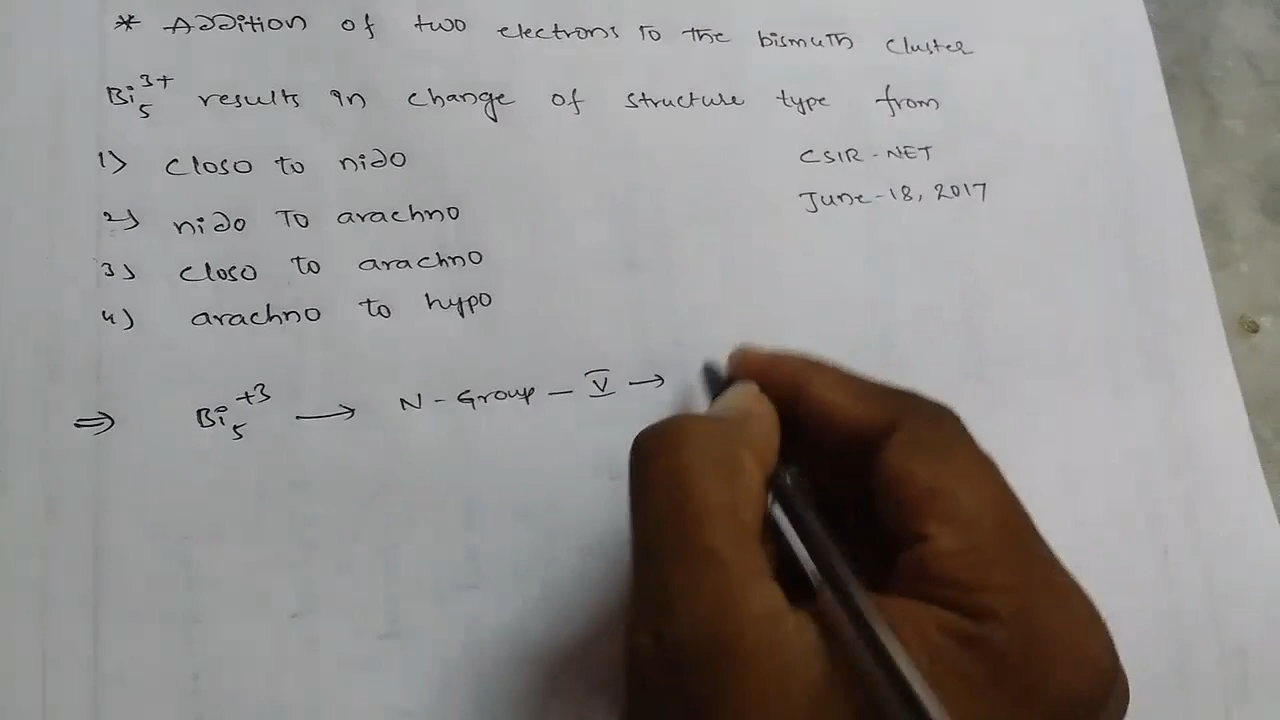 * Addition of two electrons to the bismuth cluster
Bi₅³⁺ results in change of structure type from
1) closo to nido
2) nido To arachno
3) closo to arachno
4) arachno to hypo
CSIR-NET
June-18, 2017
⇒ Bi₅⁺³ → N-Group - V →